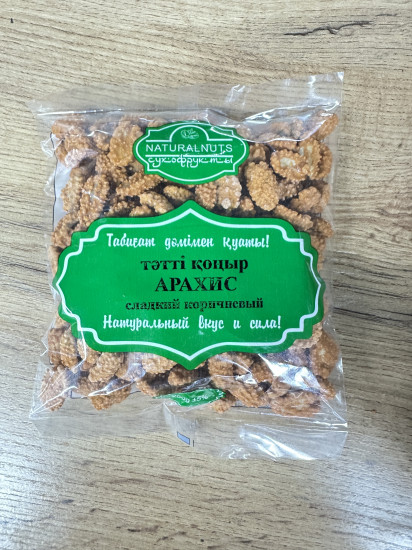 NATURALNUTS
сухофрукты
Табиғат дәмімен қуаты!
тәтті қоңыр
АРАХИС
сладкий коричневый
Натуральный вкус и сила!